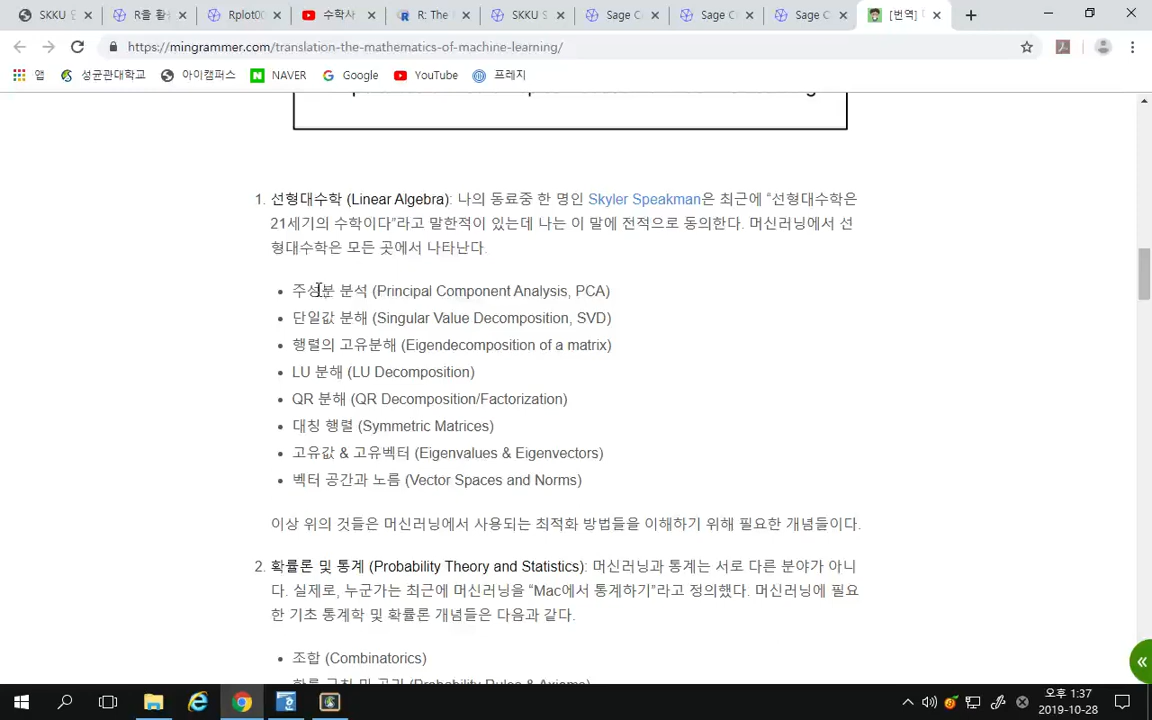 SKKU 민
R을 활
Rplot00
수학사
R: The
SKKU S
Sage C
Sage C
Sage C
[번역]
https://mingrammer.com/translation-the-mathematics-of-machine-learning/
앱 성균관대학교 아이캠퍼스 NAVER Google YouTube 프레지
1. 선형대수학 (Linear Algebra): 나의 동료중 한 명인 Skyler Speakman은 최근에 “선형대수학은
21세기의 수학이다”라고 말한적이 있는데 나는 이 말에 전적으로 동의한다. 머신러닝에서 선
형대수학은 모든 곳에서 나타난다.
• 주성분 분석 (Principal Component Analysis, PCA)
• 단일값 분해 (Singular Value Decomposition, SVD)
• 행렬의 고유분해 (Eigendecomposition of a matrix)
• LU 분해 (LU Decomposition)
• QR 분해 (QR Decomposition/Factorization)
• 대칭 행렬 (Symmetric Matrices)
• 고유값 & 고유벡터 (Eigenvalues & Eigenvectors)
• 벡터 공간과 노름 (Vector Spaces and Norms)
이상 위의 것들은 머신러닝에서 사용되는 최적화 방법들을 이해하기 위해 필요한 개념들이다.
2. 확률론 및 통계 (Probability Theory and Statistics): 머신러닝과 통계는 서로 다른 분야가 아니
다. 실제로, 누군가는 최근에 머신러닝을 “Mac에서 통계하기”라고 정의했다. 머신러닝에 필요
한 기초 통계학 및 확률론 개념들은 다음과 같다.
• 조합 (Combinatorics)
• 확률 규칙 및 공리 (Probability Rules & Axioms)
오후 1:37
2019-10-28